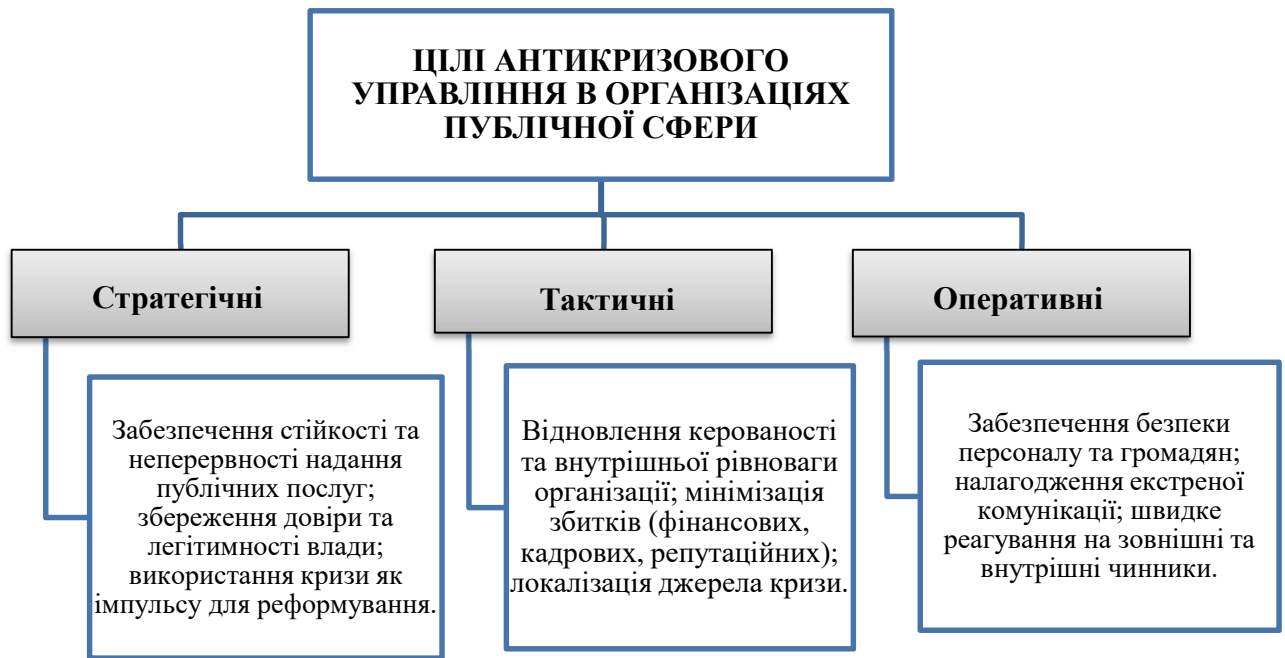 ЦІЛІ АНТИКРИЗОВОГО
УПРАВЛІННЯ В ОРГАНІЗАЦІЯХ
ПУБЛІЧНОЇ СФЕРИ
Стратегічні
Забезпечення стійкості та
неперервності надання
публічних послуг;
збереження довіри та
легітимності влади;
використання кризи як
імпульсу для реформування.
Тактичні
Відновлення керованості
та внутрішньої рівноваги
організації; мінімізація
збитків (фінансових,
кадрових, репутаційних);
локалізація джерела кризи.
Оперативні
Забезпечення безпеки
персоналу та громадян;
налагодження екстреної
комунікації; швидке
реагування на зовнішні та
внутрішні чинники.